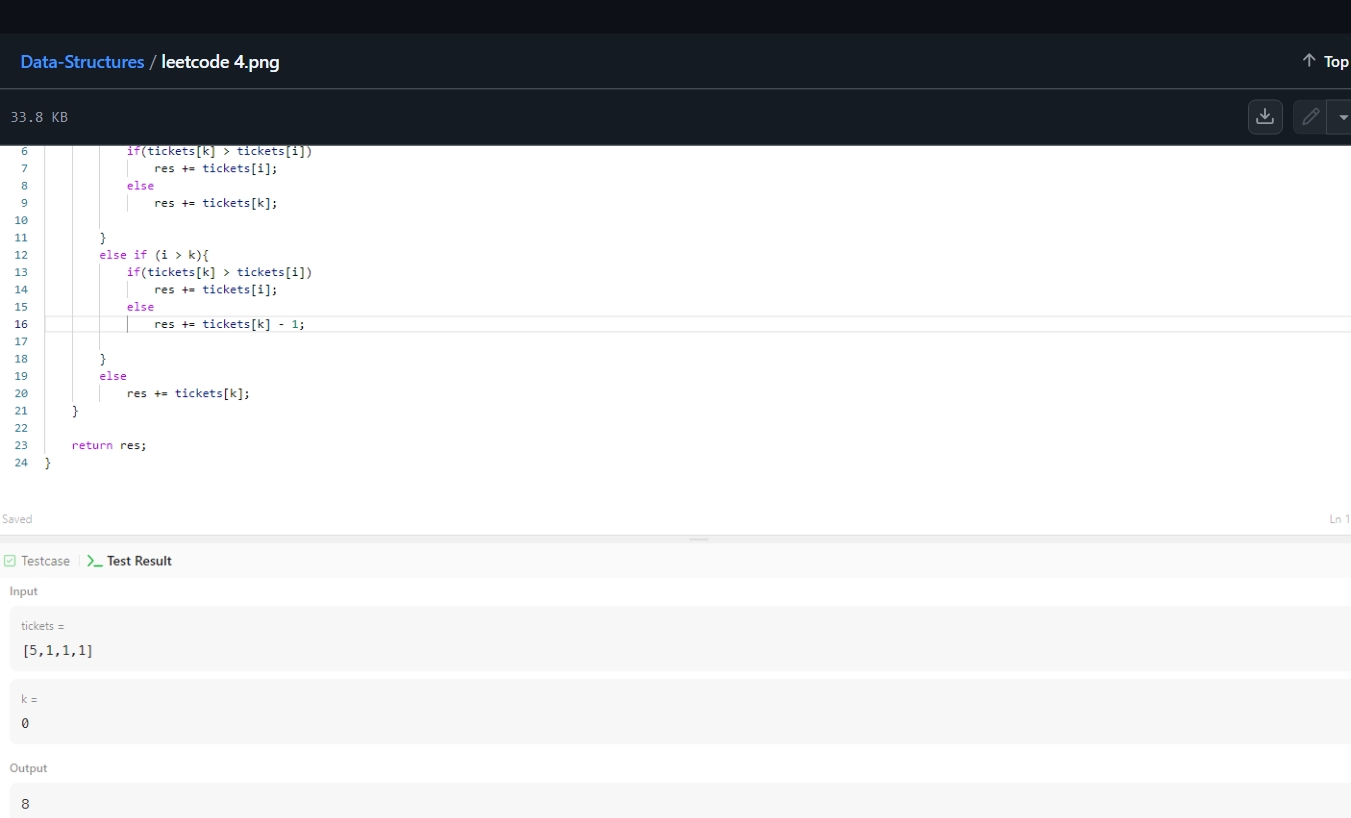 Data-Structures / leetcode 4.png
Top
33.8 KB
6 if(tickets[k] > tickets[i])
7 res += tickets[i];
8 else
9 res += tickets[k];
10
11 }
12 else if (i > k){
13 if(tickets[k] > tickets[i])
14 res += tickets[i];
15 else
16 res += tickets[k] - 1;
17
18 }
19 else
20 res += tickets[k];
21 }
22
23 return res;
24 }
Saved
Ln 1
Testcase
Test Result
Input
tickets =
[5,1,1,1]
k =
0
Output
8